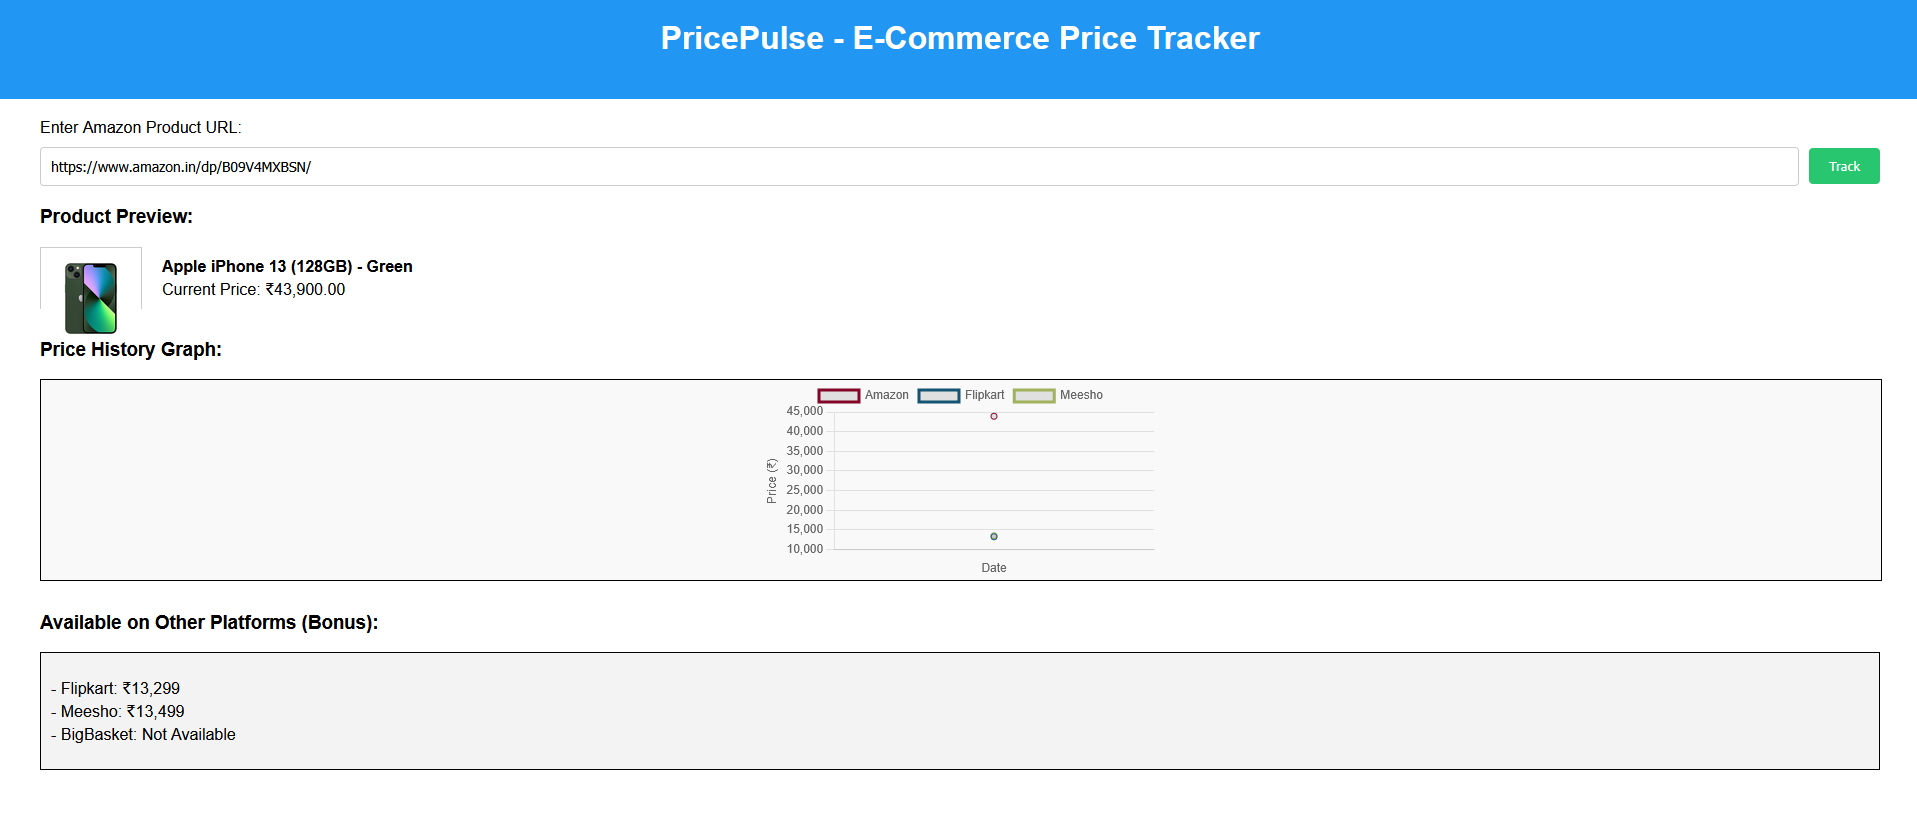 PricePulse - E-Commerce Price Tracker
Enter Amazon Product URL:
https://www.amazon.in/dp/B09V4MXBSN/
Track
Product Preview:
Apple iPhone 13 (128GB) - Green
Current Price: ₹43,900.00
Price History Graph:
Amazon Flipkart Meesho
45,000
40,000
35,000
30,000
25,000
20,000
15,000
10,000
Price (₹)
Date
Available on Other Platforms (Bonus):
- Flipkart: ₹13,299
- Meesho: ₹13,499
- BigBasket: Not Available